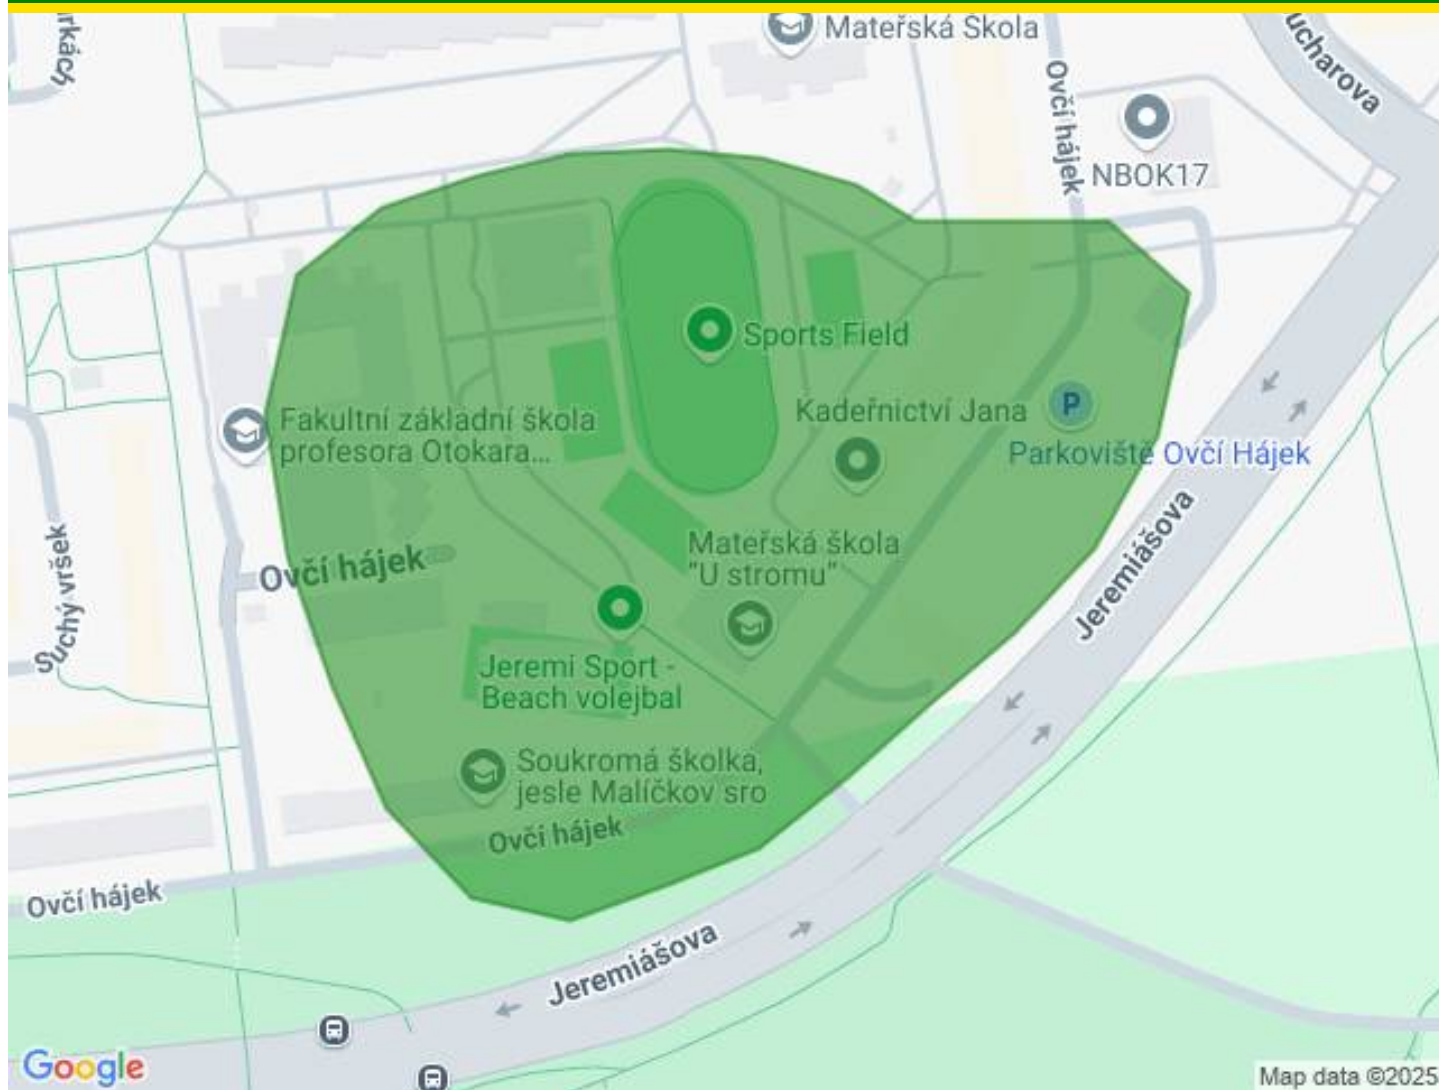 rkách
Mateřská Škola
Ovčí hájek
ucharova
NBOK17
Sports Field
Kadeřnictví Jana
P
Parkoviště Ovčí Hájek
Fakultní základní škola
profesora Otokara...
Mateřská škola
"U stromu"
Ovčí hájek
Suchý vršek
Jeremiášova
Jeremi Sport -
Beach volejbal
Soukromá školka,
jesle Malíčkov sro
Ovčí hájek
Ovčí hájek
Jeremiášova
Google
Map data ©2025